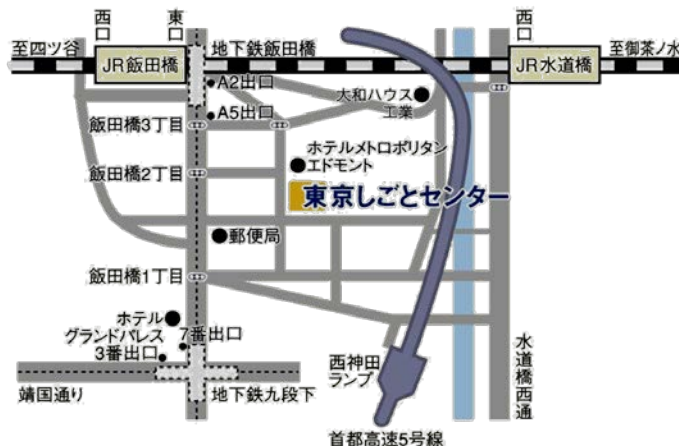 西口
東口
西口
至四ツ谷
JR飯田橋
地下鉄飯田橋
JR水道橋
至御茶ノ水
A2出口
大和ハウス
工業
A5出口
飯田橋3丁目
ホテルメトロポリタン
エドモント
飯田橋2丁目
東京しごとセンター
郵便局
飯田橋1丁目
ホテル
グランドパレス
7番出口
3番出口
西神田
ランプ
水道橋西通
靖国通り
地下鉄九段下
首都高速5号線